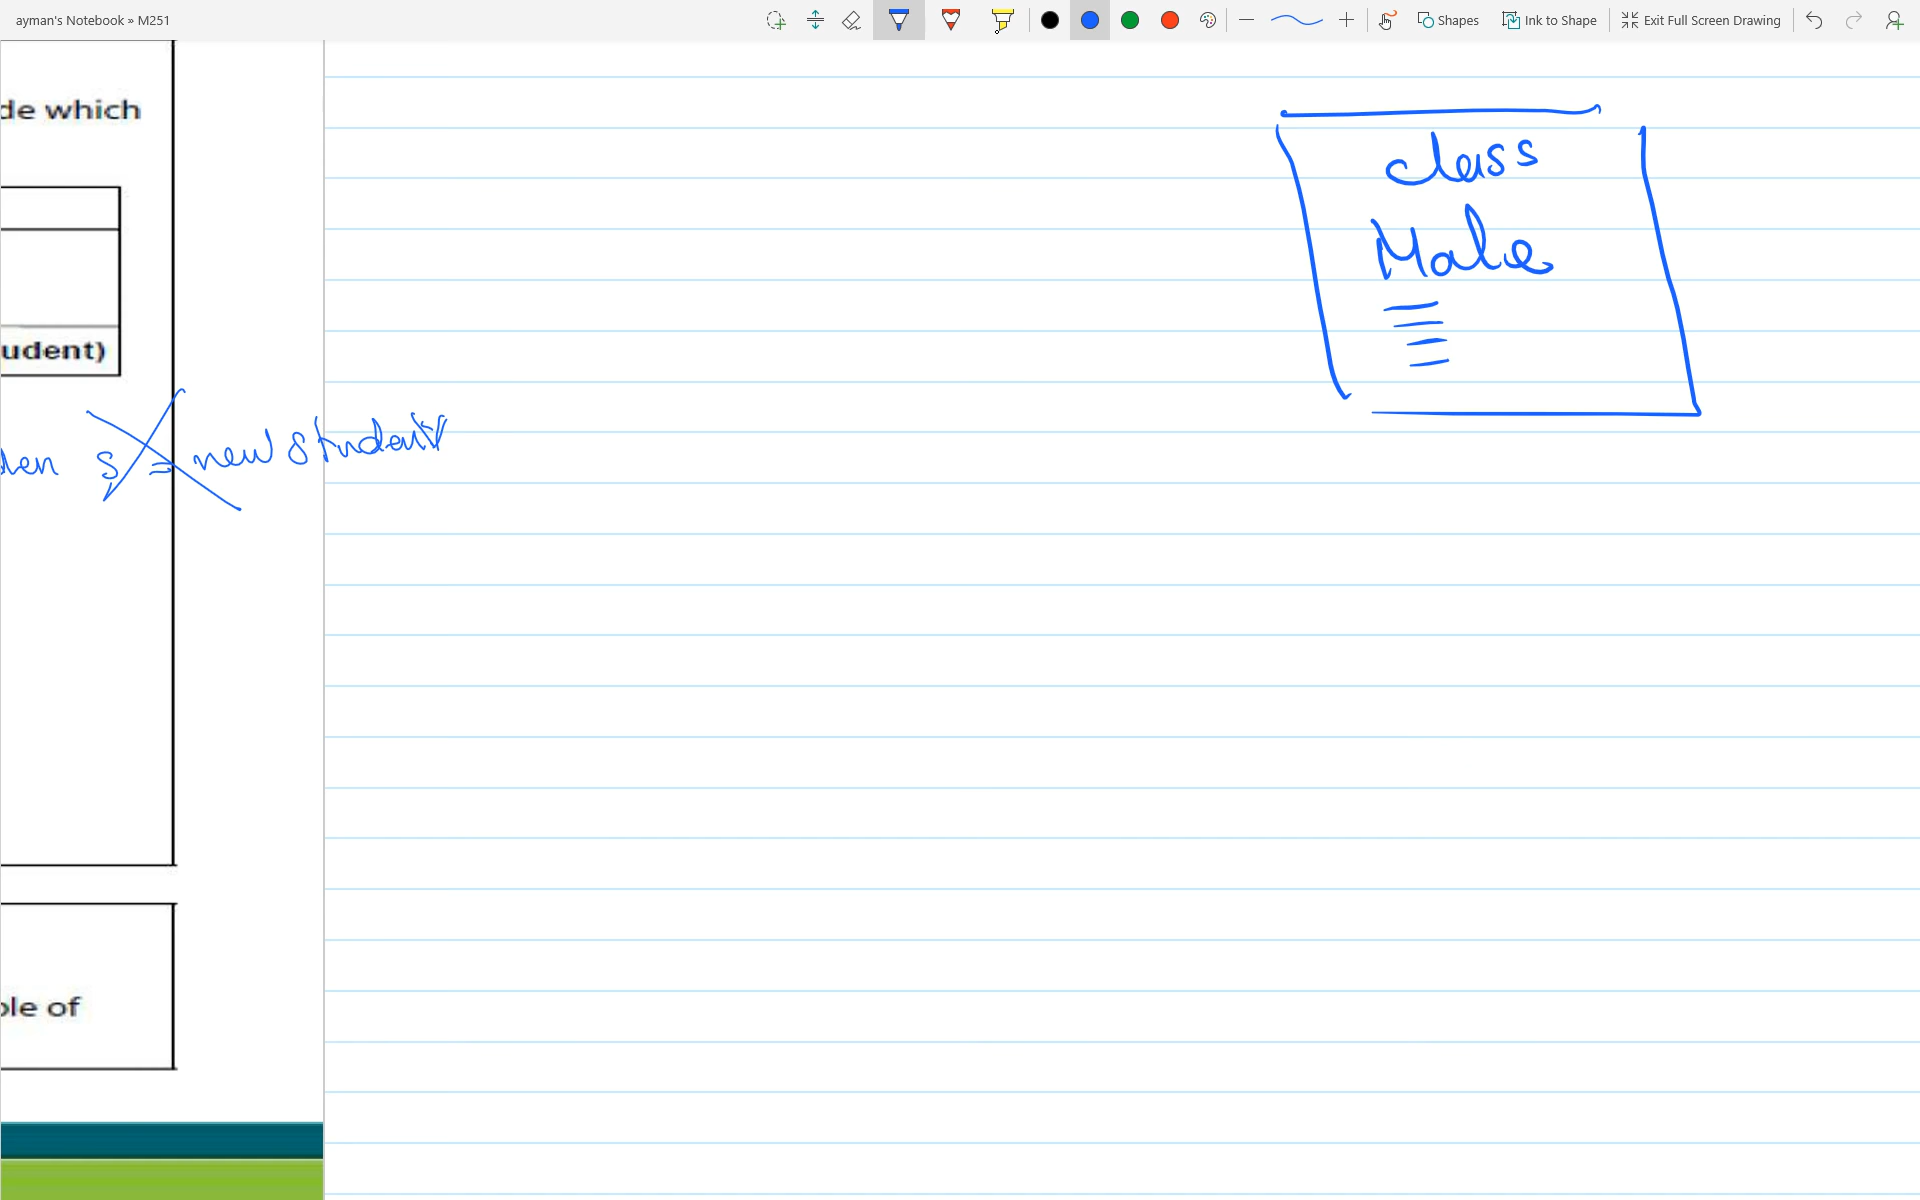 ayman's Notebook » M251
Shapes
Ink to Shape
Exit Full Screen Drawing
de which
udent)
s = new student
ole of
class
Male